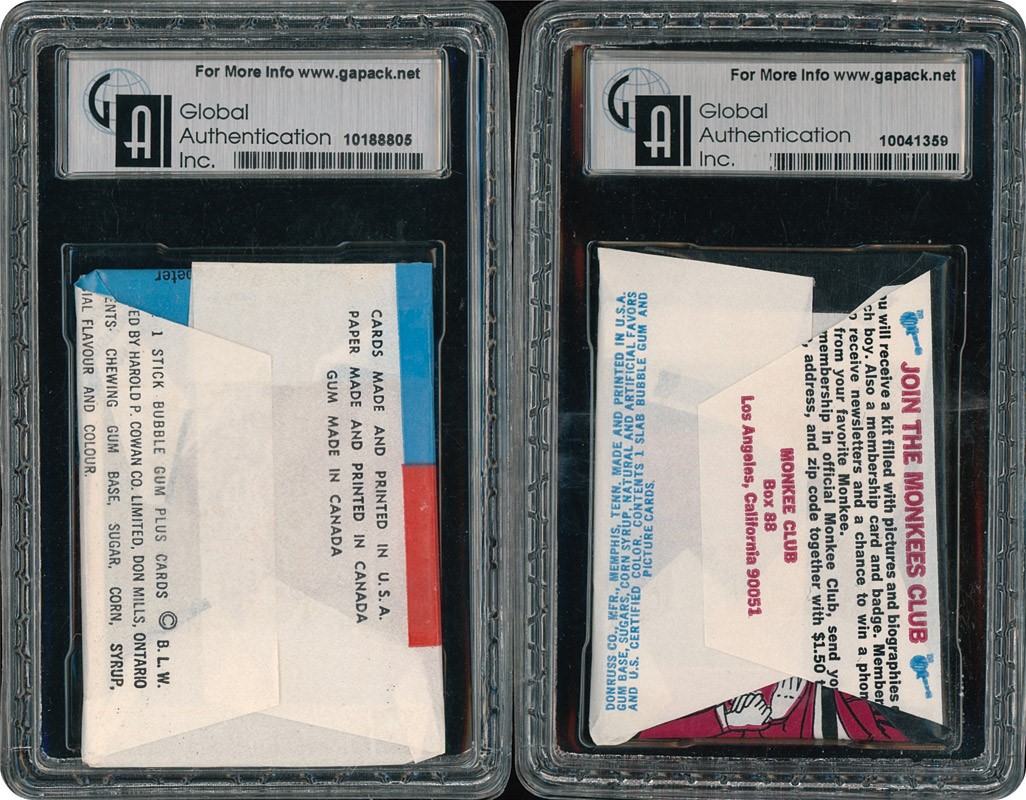 For More Info www.gapack.net
GA
Global
Authentication
Inc.
10188805
CARDS MADE AND PRINTED IN U.S.A.
PAPER MADE AND PRINTED IN CANADA
GUM MADE IN CANADA
1 STICK BUBBLE GUM PLUS CARDS © B.L.W.
ED BY HAROLD P. COWAN CO. LIMITED, DON MILLS, ONTARIO
ENTS: CHEWING GUM BASE, SUGAR, CORN, SYRUP,
IAL FLAVOUR AND COLOUR.
For More Info www.gapack.net
GA
Global
Authentication
Inc.
10041359
JOIN THE MONKEES CLUB
u will receive a kit filled with pictures and biographies
ch boy. Also a membership card and badge. Member
receive newsletters and a chance to win a phon
from your favorite Monkee.
membership in official Monkee Club, send yo
address, and zip code together with $1.50 t
MONKEE CLUB
Box 88
Los Angeles, California 90051
DONRUSS CO., MFR., MEMPHIS, TENN. MADE AND PRINTED IN U.S.A.
GUM BASE, SUGARS, CORN SYRUP, NATURAL AND ARTIFICIAL FLAVORS
AND U.S. CERTIFIED COLOR. CONTENTS 1 SLAB BUBBLE GUM AND
PICTURE CARDS.